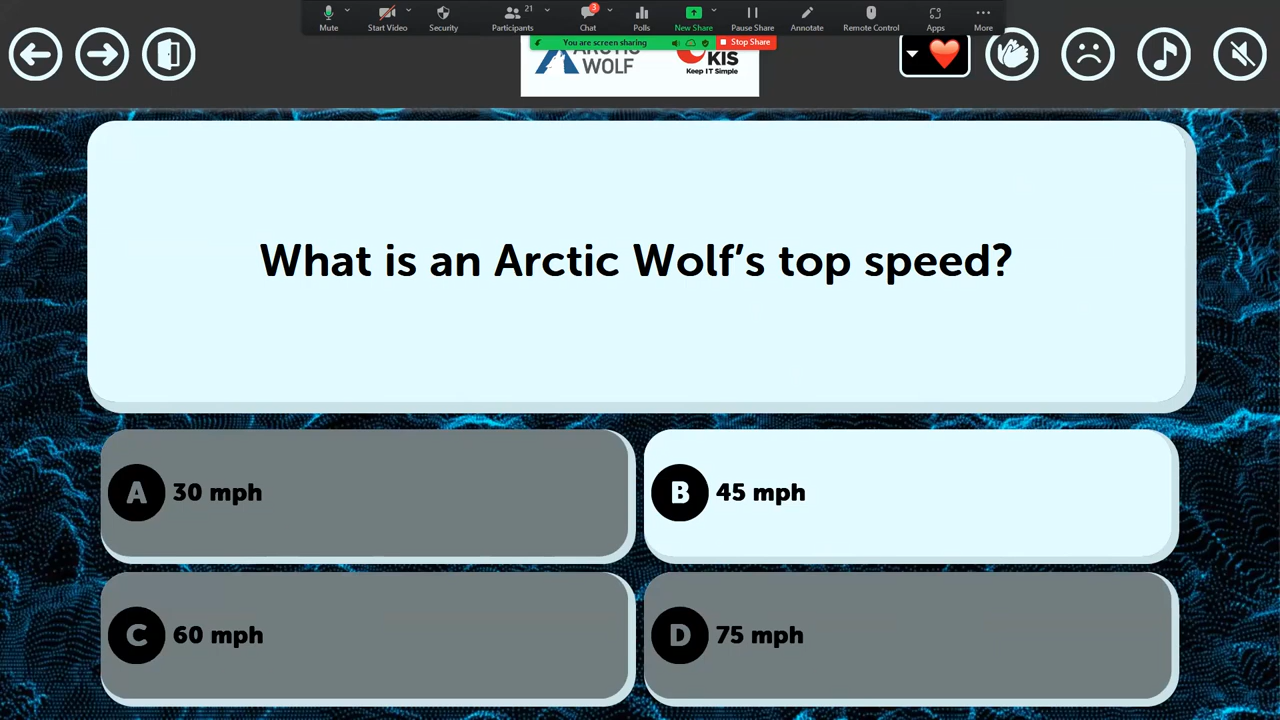 Mute
Start Video
Security
Participants
21
Chat
3
Polls
New Share
Pause Share
Annotate
Remote Control
Apps
More
You are screen sharing
Stop Share
ARCTIC
WOLF
KIS
Keep IT Simple
What is an Arctic Wolf's top speed?
A 30 mph
B 45 mph
C 60 mph
D 75 mph